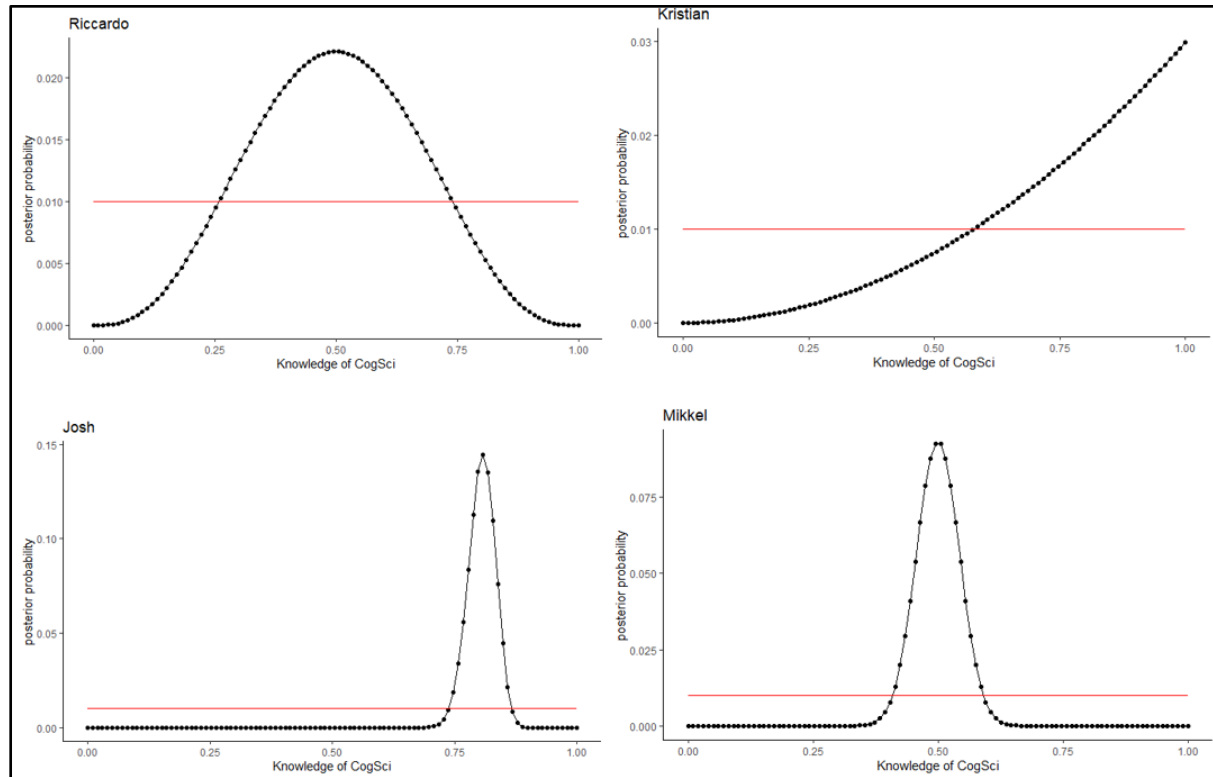 Riccardo
posterior probability
0.020
0.015
0.010
0.005
0.000
0.00 0.25 0.50 0.75 1.00
Knowledge of CogSci
Kristian
posterior probability
0.03
0.02
0.01
0.00
0.00 0.25 0.50 0.75 1.00
Knowledge of CogSci
Josh
posterior probability
0.15
0.10
0.05
0.00
0.00 0.25 0.50 0.75 1.00
Knowledge of CogSci
Mikkel
posterior probability
0.075
0.050
0.025
0.000
0.00 0.25 0.50 0.75 1.00
Knowledge of CogSci